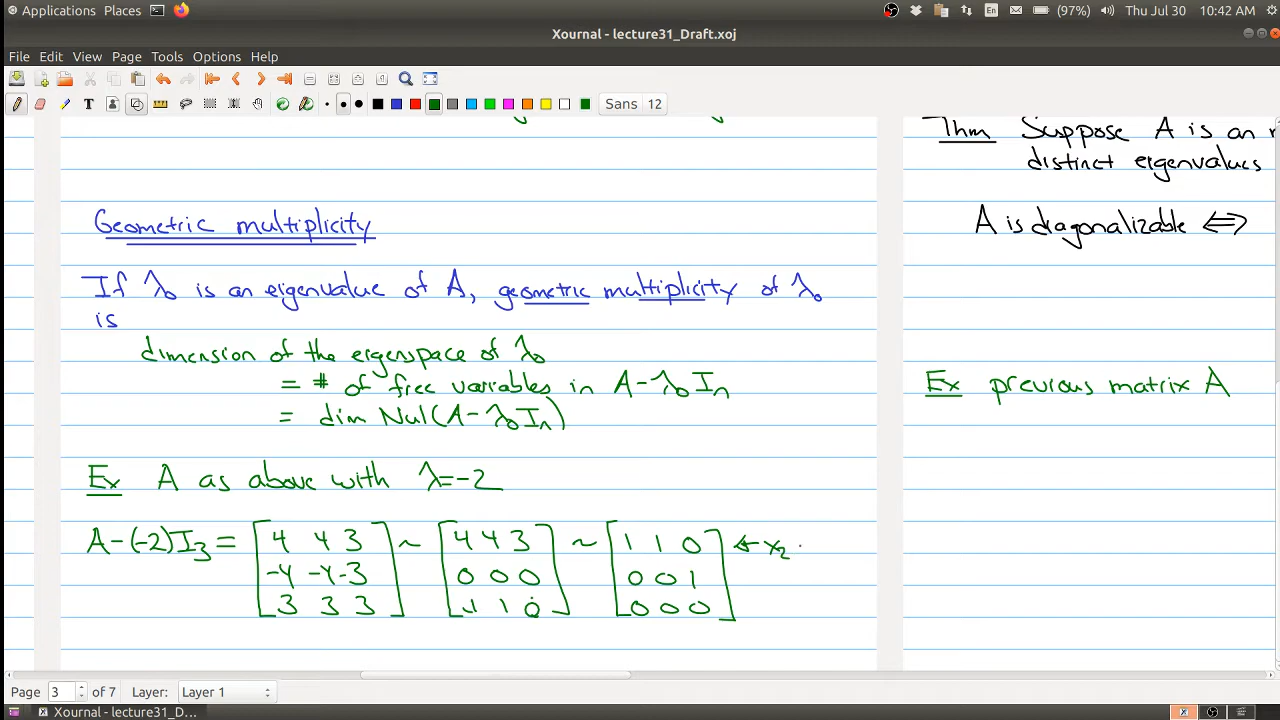 Applications Places (97%) Thu Jul 30 10:42 AM
Xournal - lecture31_Draft.xoj
File Edit View Page Tools Options Help
Sans 12
Geometric multiplicity
If λ₀ is an eigenvalue of A, geometric multiplicity of λ₀
is
dimension of the eigenspace of λ₀
= # of free variables in A-λ₀Iₙ
= dim Nul(A-λ₀Iₙ)
Ex A as above with λ=-2
A-(-2)I₃ = [4 4 3 ~ [4 4 3 ~ [1 1 0 ← x₂
-4 -4 -3] 0 0 0] 0 0 1]
3 3 3 1 1 0 0 0 0
Thm Suppose A is an n
distinct eigenvalues
A is diagonalizable ⇔
Ex previous matrix A
Page 3 of 7 Layer: Layer 1
Xournal - lecture31_D...